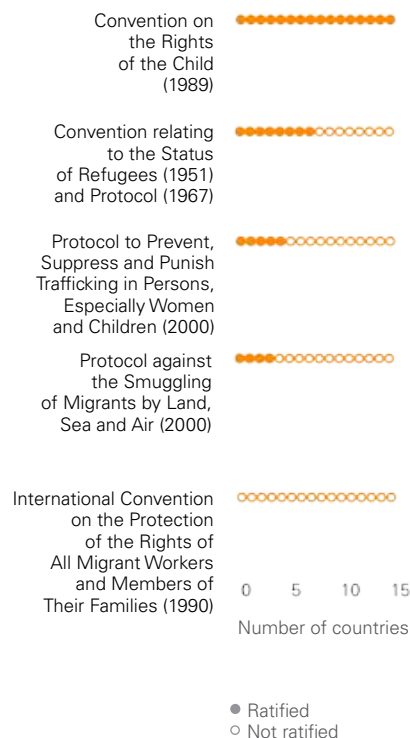 Convention on
the Rights
of the Child
(1989)
Convention relating
to the Status
of Refugees (1951)
and Protocol (1967)
Protocol to Prevent,
Suppress and Punish
Trafficking in Persons,
Especially Women
and Children (2000)
Protocol against
the Smuggling
of Migrants by Land,
Sea and Air (2000)
International Convention
on the Protection
of the Rights of
All Migrant Workers
and Members of
Their Families (1990)
0 5 10 15
Number of countries
Ratified
Not ratified